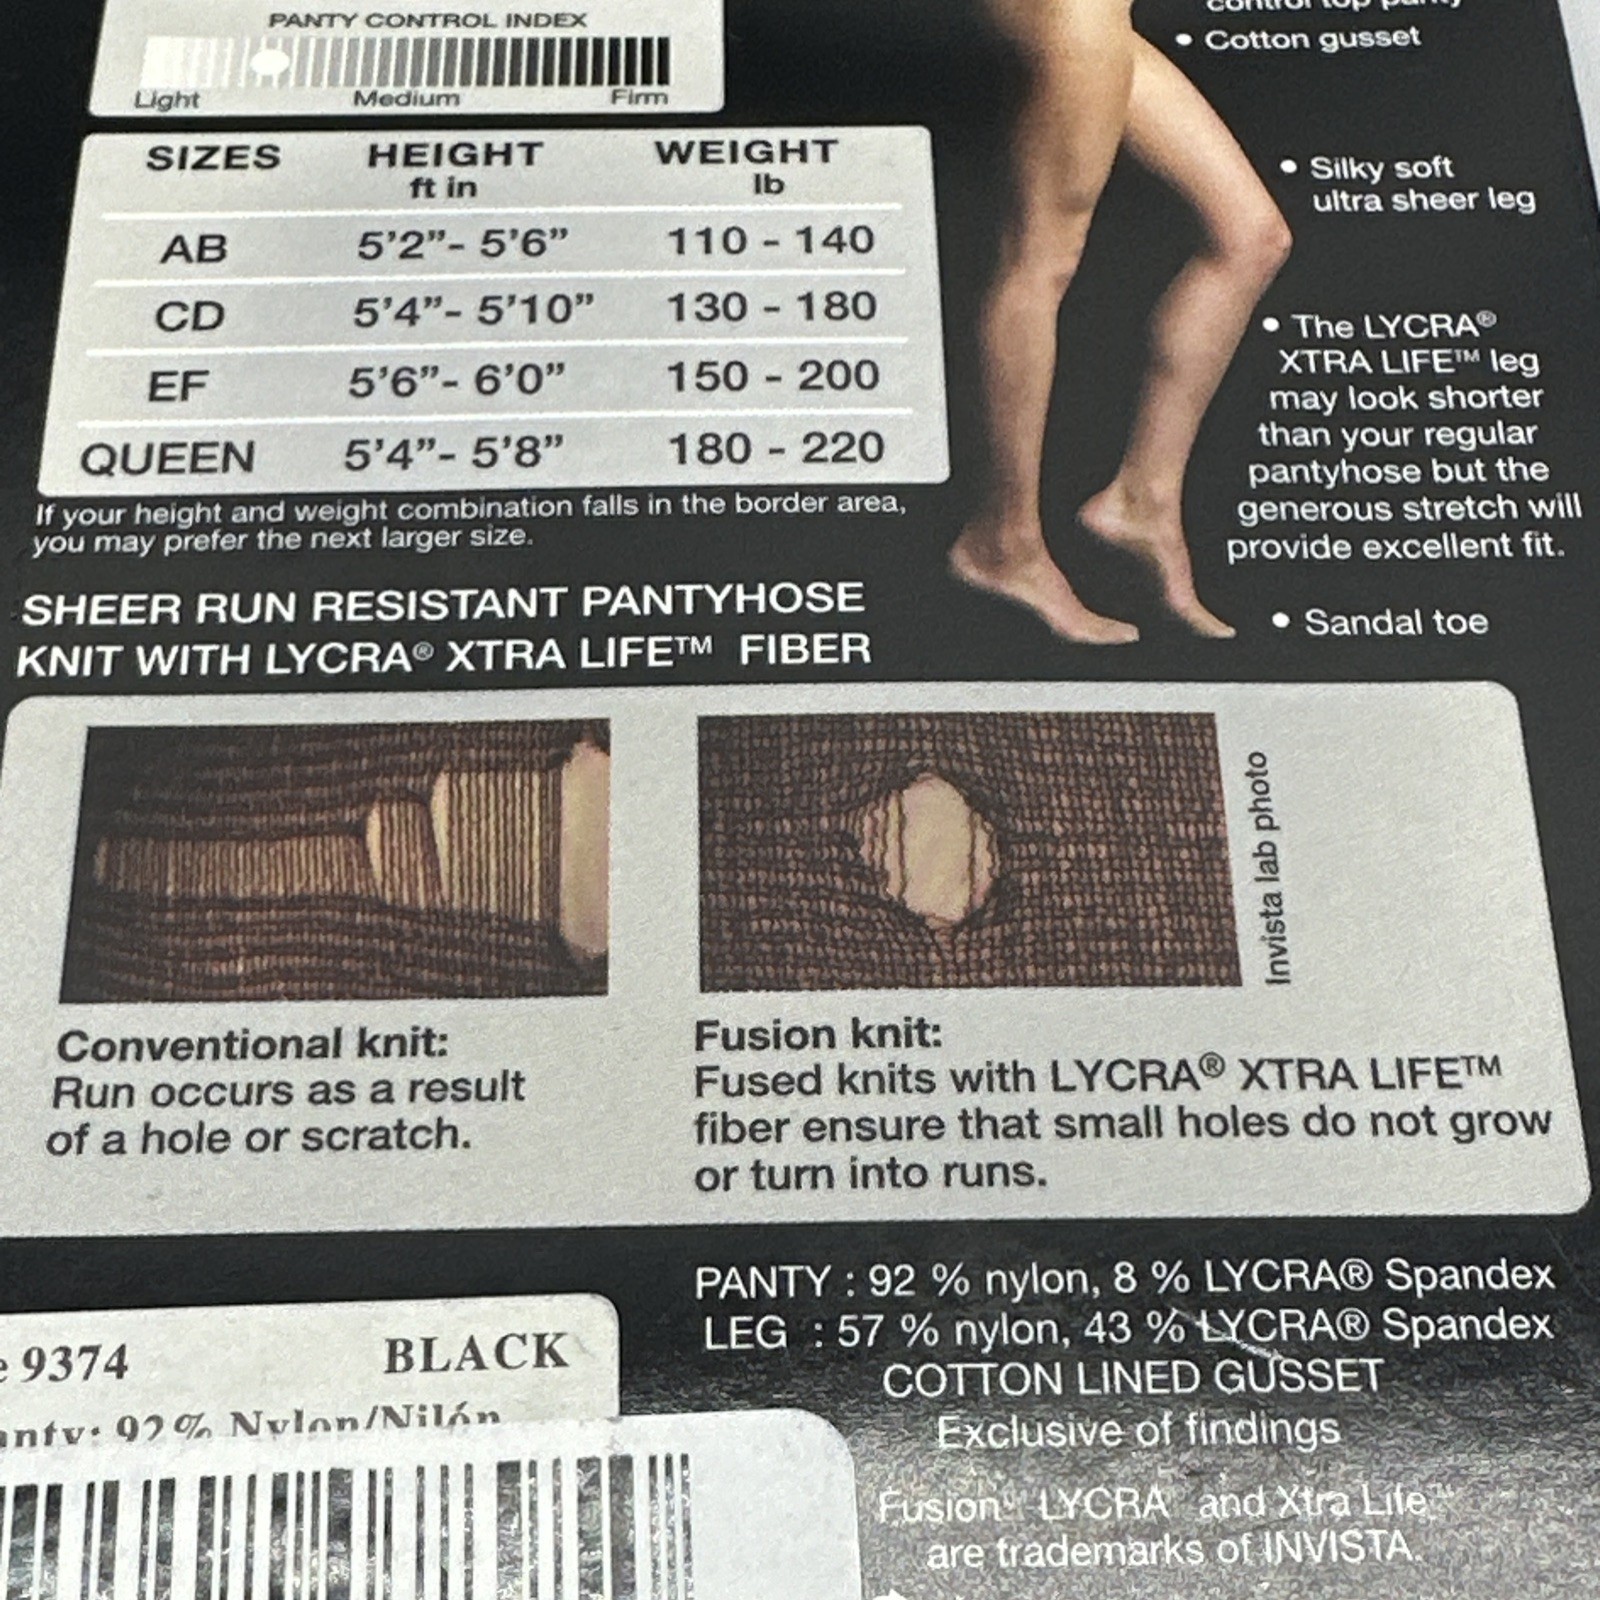 PANTY CONTROL INDEX
Light Medium Firm
SIZES HEIGHT WEIGHT
ft in lb
AB 5'2”- 5'6” 110 - 140
CD 5'4”- 5'10” 130 - 180
EF 5'6”- 6'0” 150 - 200
QUEEN 5'4”- 5'8” 180 - 220
If your height and weight combination falls in the border area,
you may prefer the next larger size.
control top panty
• Cotton gusset
• Silky soft
ultra sheer leg
• The LYCRA®
XTRA LIFE™ leg
may look shorter
than your regular
pantyhose but the
generous stretch will
provide excellent fit.
• Sandal toe
SHEER RUN RESISTANT PANTYHOSE
KNIT WITH LYCRA® XTRA LIFE™ FIBER
Invista lab photo
Conventional knit:
Run occurs as a result
of a hole or scratch.
Fusion knit:
Fused knits with LYCRA® XTRA LIFE™
fiber ensure that small holes do not grow
or turn into runs.
PANTY : 92 % nylon, 8 % LYCRA® Spandex
LEG : 57 % nylon, 43 % LYCRA® Spandex
COTTON LINED GUSSET
Exclusive of findings
Fusion LYCRA and Xtra Life™
are trademarks of INVISTA.
9374 BLACK
92% Nylon/Nilón